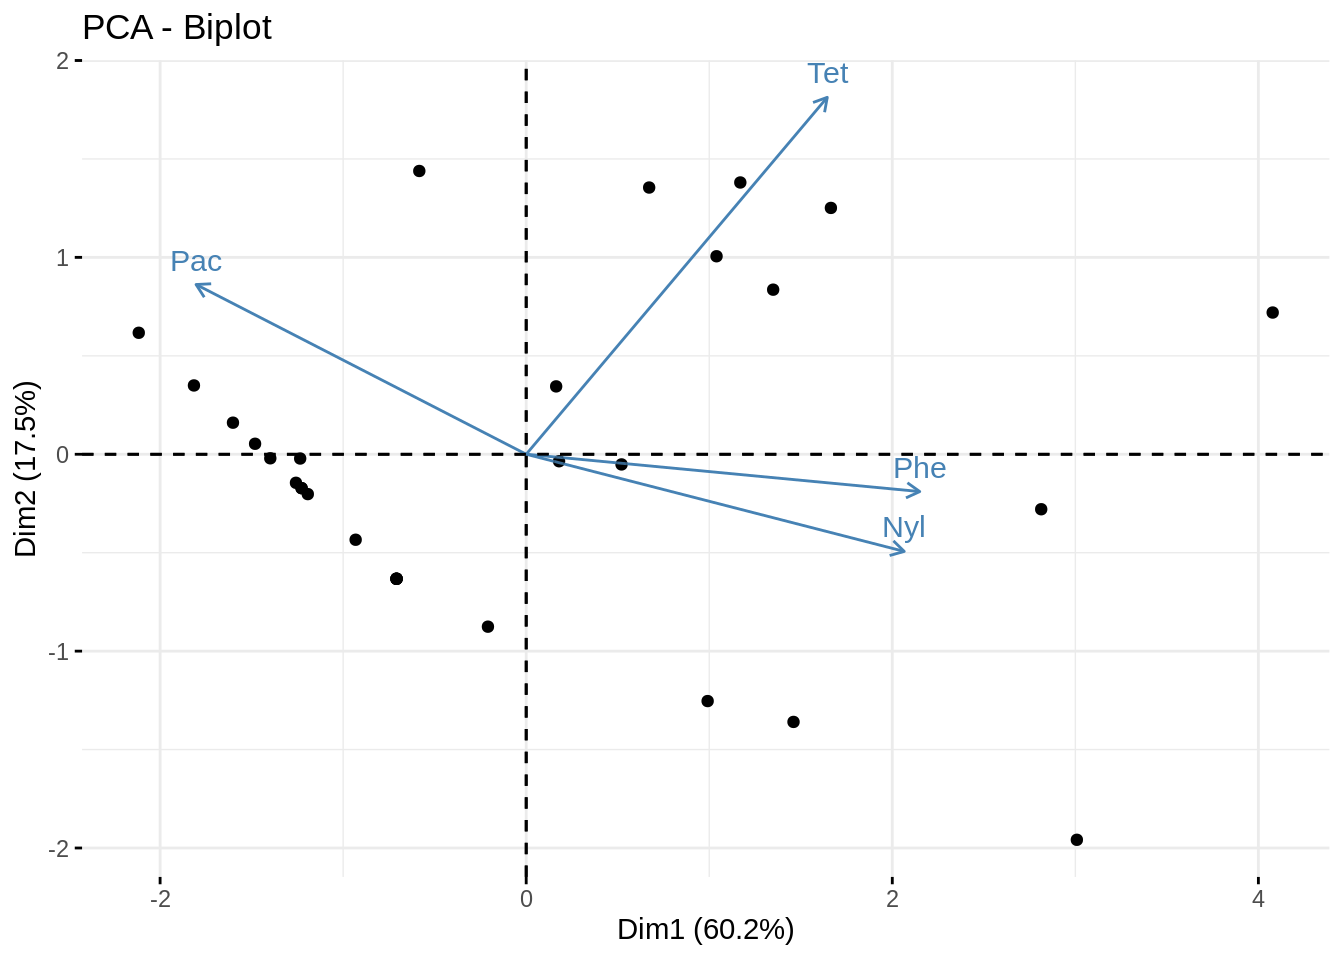 PCA - Biplot
2
1
0
-1
-2
Dim2 (17.5%)
Tet
Pac
Phe
Nyl
-2
0
2
4
Dim1 (60.2%)